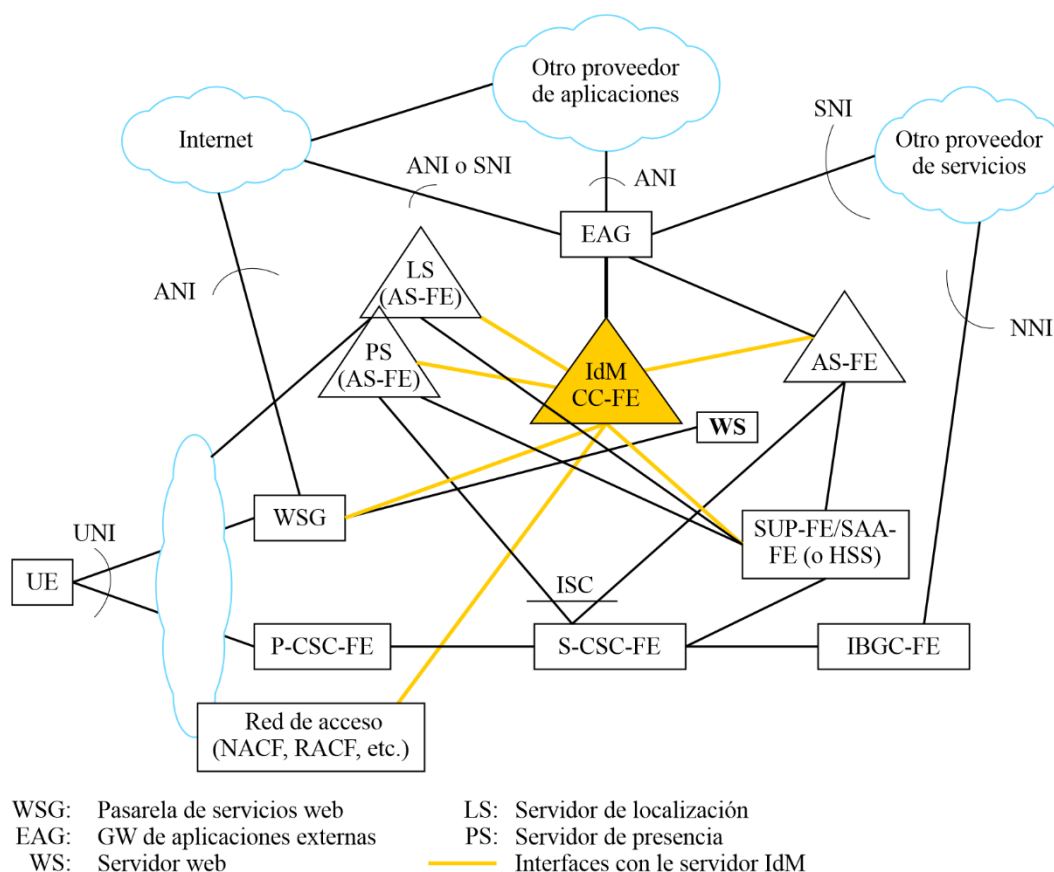 Otro proveedor
de aplicaciones
SNI
Internet
Otro proveedor
de servicios
ANI o SNI
ANI
EAG
LS
(AS-FE)
ANI
NNI
PS
(AS-FE)
IdM
CC-FE
AS-FE
WS
WSG
SUP-FE/SAA-
FE (o HSS)
UNI
UE
ISC
P-CSC-FE
S-CSC-FE
IBGC-FE
Red de acceso
(NACF, RACF, etc.)
WSG: Pasarela de servicios web
EAG: GW de aplicaciones externas
WS: Servidor web
LS: Servidor de localización
PS: Servidor de presencia
Interfaces con le servidor IdM